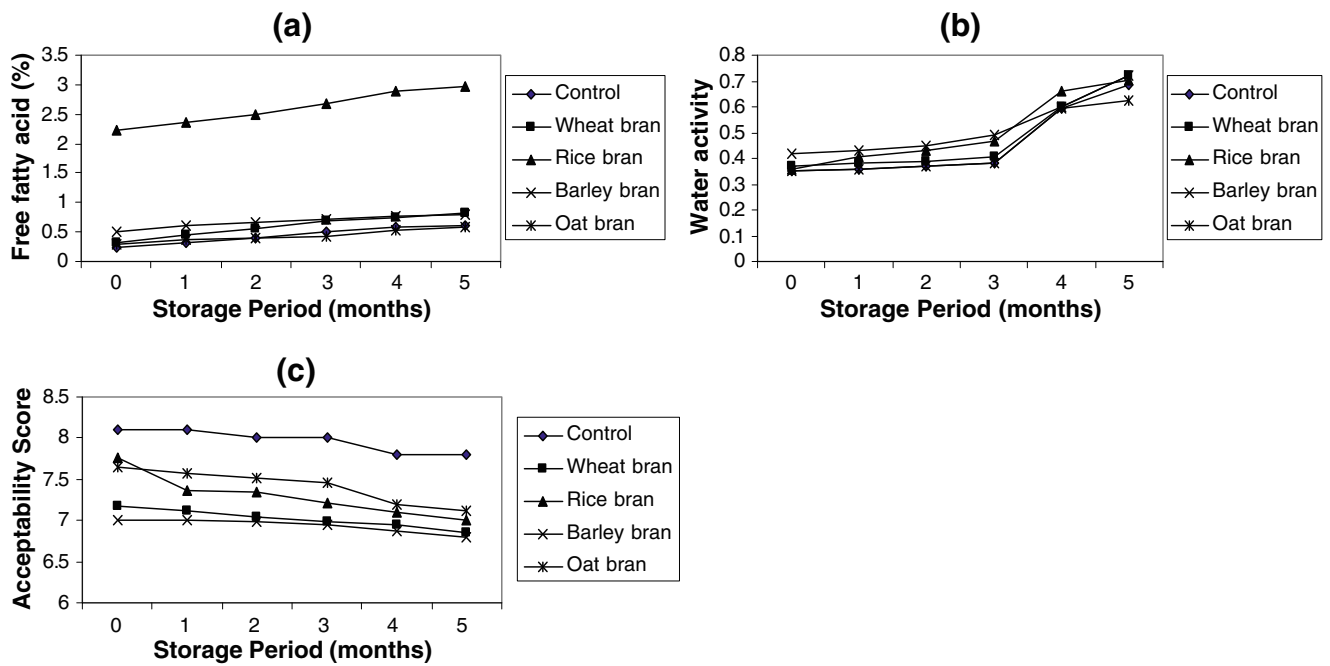 (a)
Free fatty acid (%)
3.5
3
2.5
2
1.5
1
0.5
0
0 1 2 3 4 5
Storage Period (months)
Control
Wheat bran
Rice bran
Barley bran
Oat bran
(b)
Water activity
0.8
0.7
0.6
0.5
0.4
0.3
0.2
0.1
0
0 1 2 3 4 5
Storage Period (months)
Control
Wheat bran
Rice bran
Barley bran
Oat bran
(c)
Acceptability Score
8.5
8
7.5
7
6.5
6
0 1 2 3 4 5
Storage Period (months)
Control
Wheat bran
Rice bran
Barley bran
Oat bran